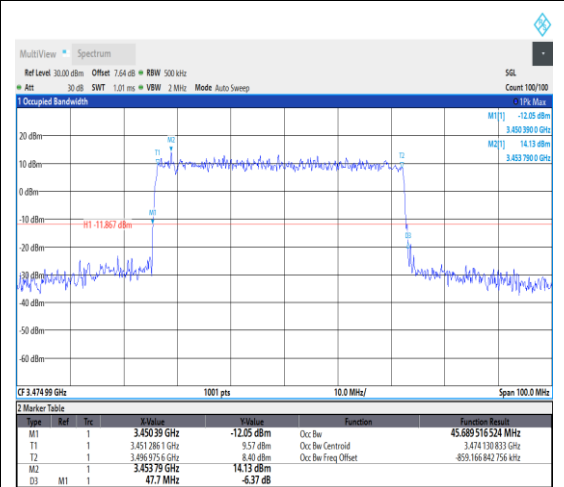 MultiView Spectrum
Ref Level 30.00 dBm Offset 7.64 dB RBW 500 kHz SGL
Att 30 dB SWT 1.01 ms VBW 2 MHz Mode Auto Sweep Count 100/100
1 Occupied Bandwidth 1Pk Max
M1[1] -12.05 dBm
3.450 390 0 GHz
M2[1] 14.13 dBm
3.453 790 0 GHz
20 dBm
M2
T1
T2
10 dBm
0 dBm
-10 dBm
M1
H1 -11.867 dBm
D3
-20 dBm
-30 dBm
-40 dBm
-50 dBm
-60 dBm
CF 3.474 99 GHz 1001 pts 10.0 MHz/ Span 100.0 MHz
2 Marker Table
Type Ref Trc X-Value Y-Value Function Function Result
M1 1 3.450 39 GHz -12.05 dBm Occ Bw 45.689 516 524 MHz
T1 1 3.451 286 1 GHz 9.57 dBm Occ Bw Centroid 3.474 130 833 GHz
T2 1 3.496 975 6 GHz 8.40 dBm Occ Bw Freq Offset -859.166 842 756 kHz
M2 1 3.453 79 GHz 14.13 dBm
D3 M1 1 47.7 MHz -6.37 dB